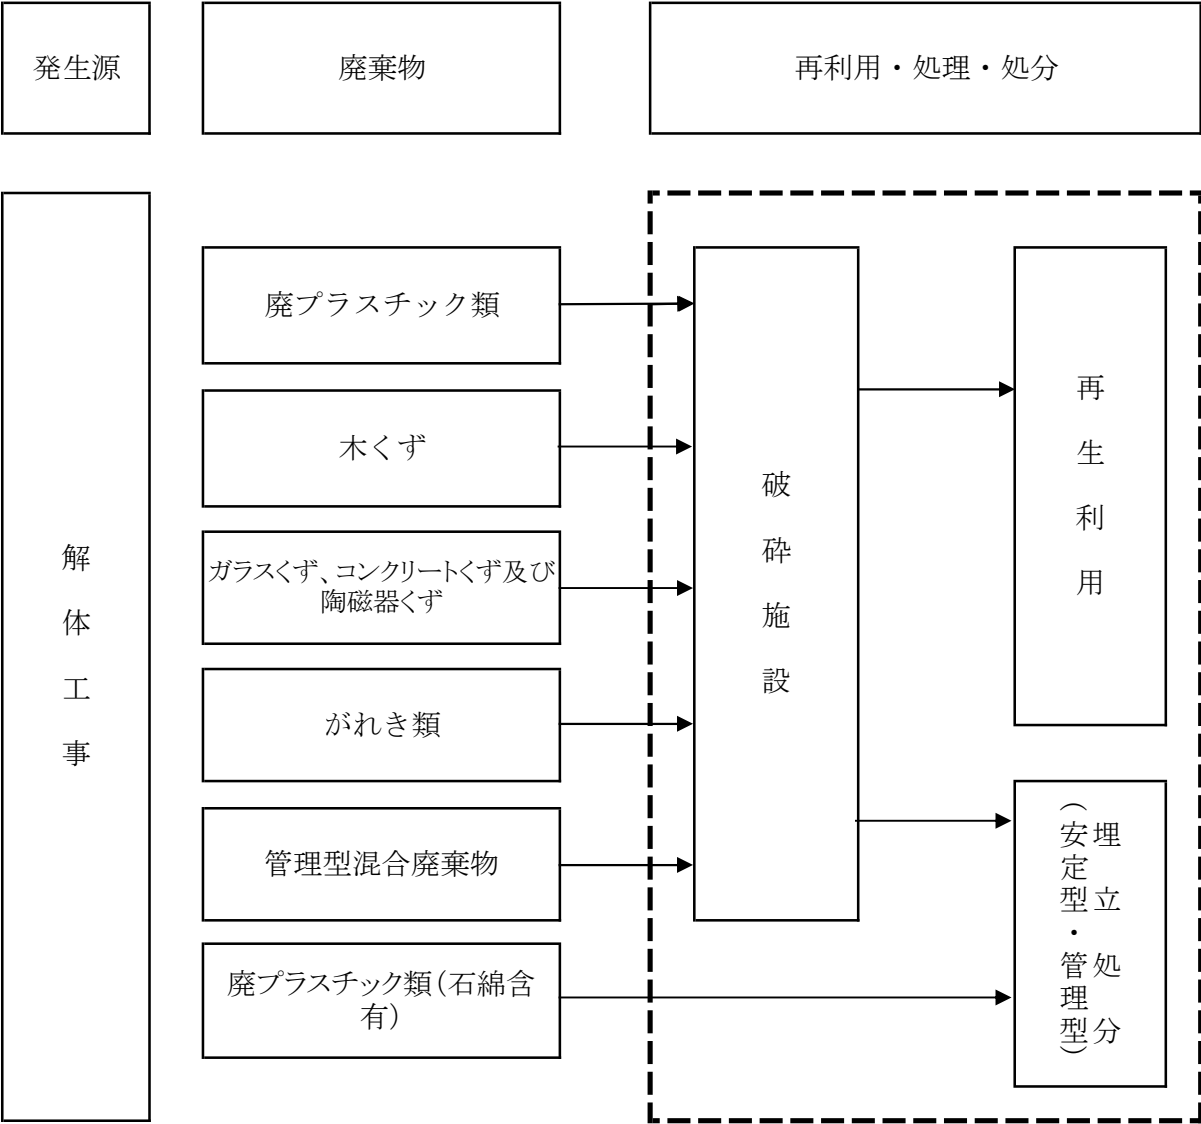 発生源
廃棄物
再利用・処理・処分
解体工事
廃プラスチック類
木くず
ガラスくず、コンクリートくず及び
陶磁器くず
がれき類
管理型混合廃棄物
廃プラスチック類(石綿含
有)
破砕施設
再生利用
埋立処分
(安定型・管理型)